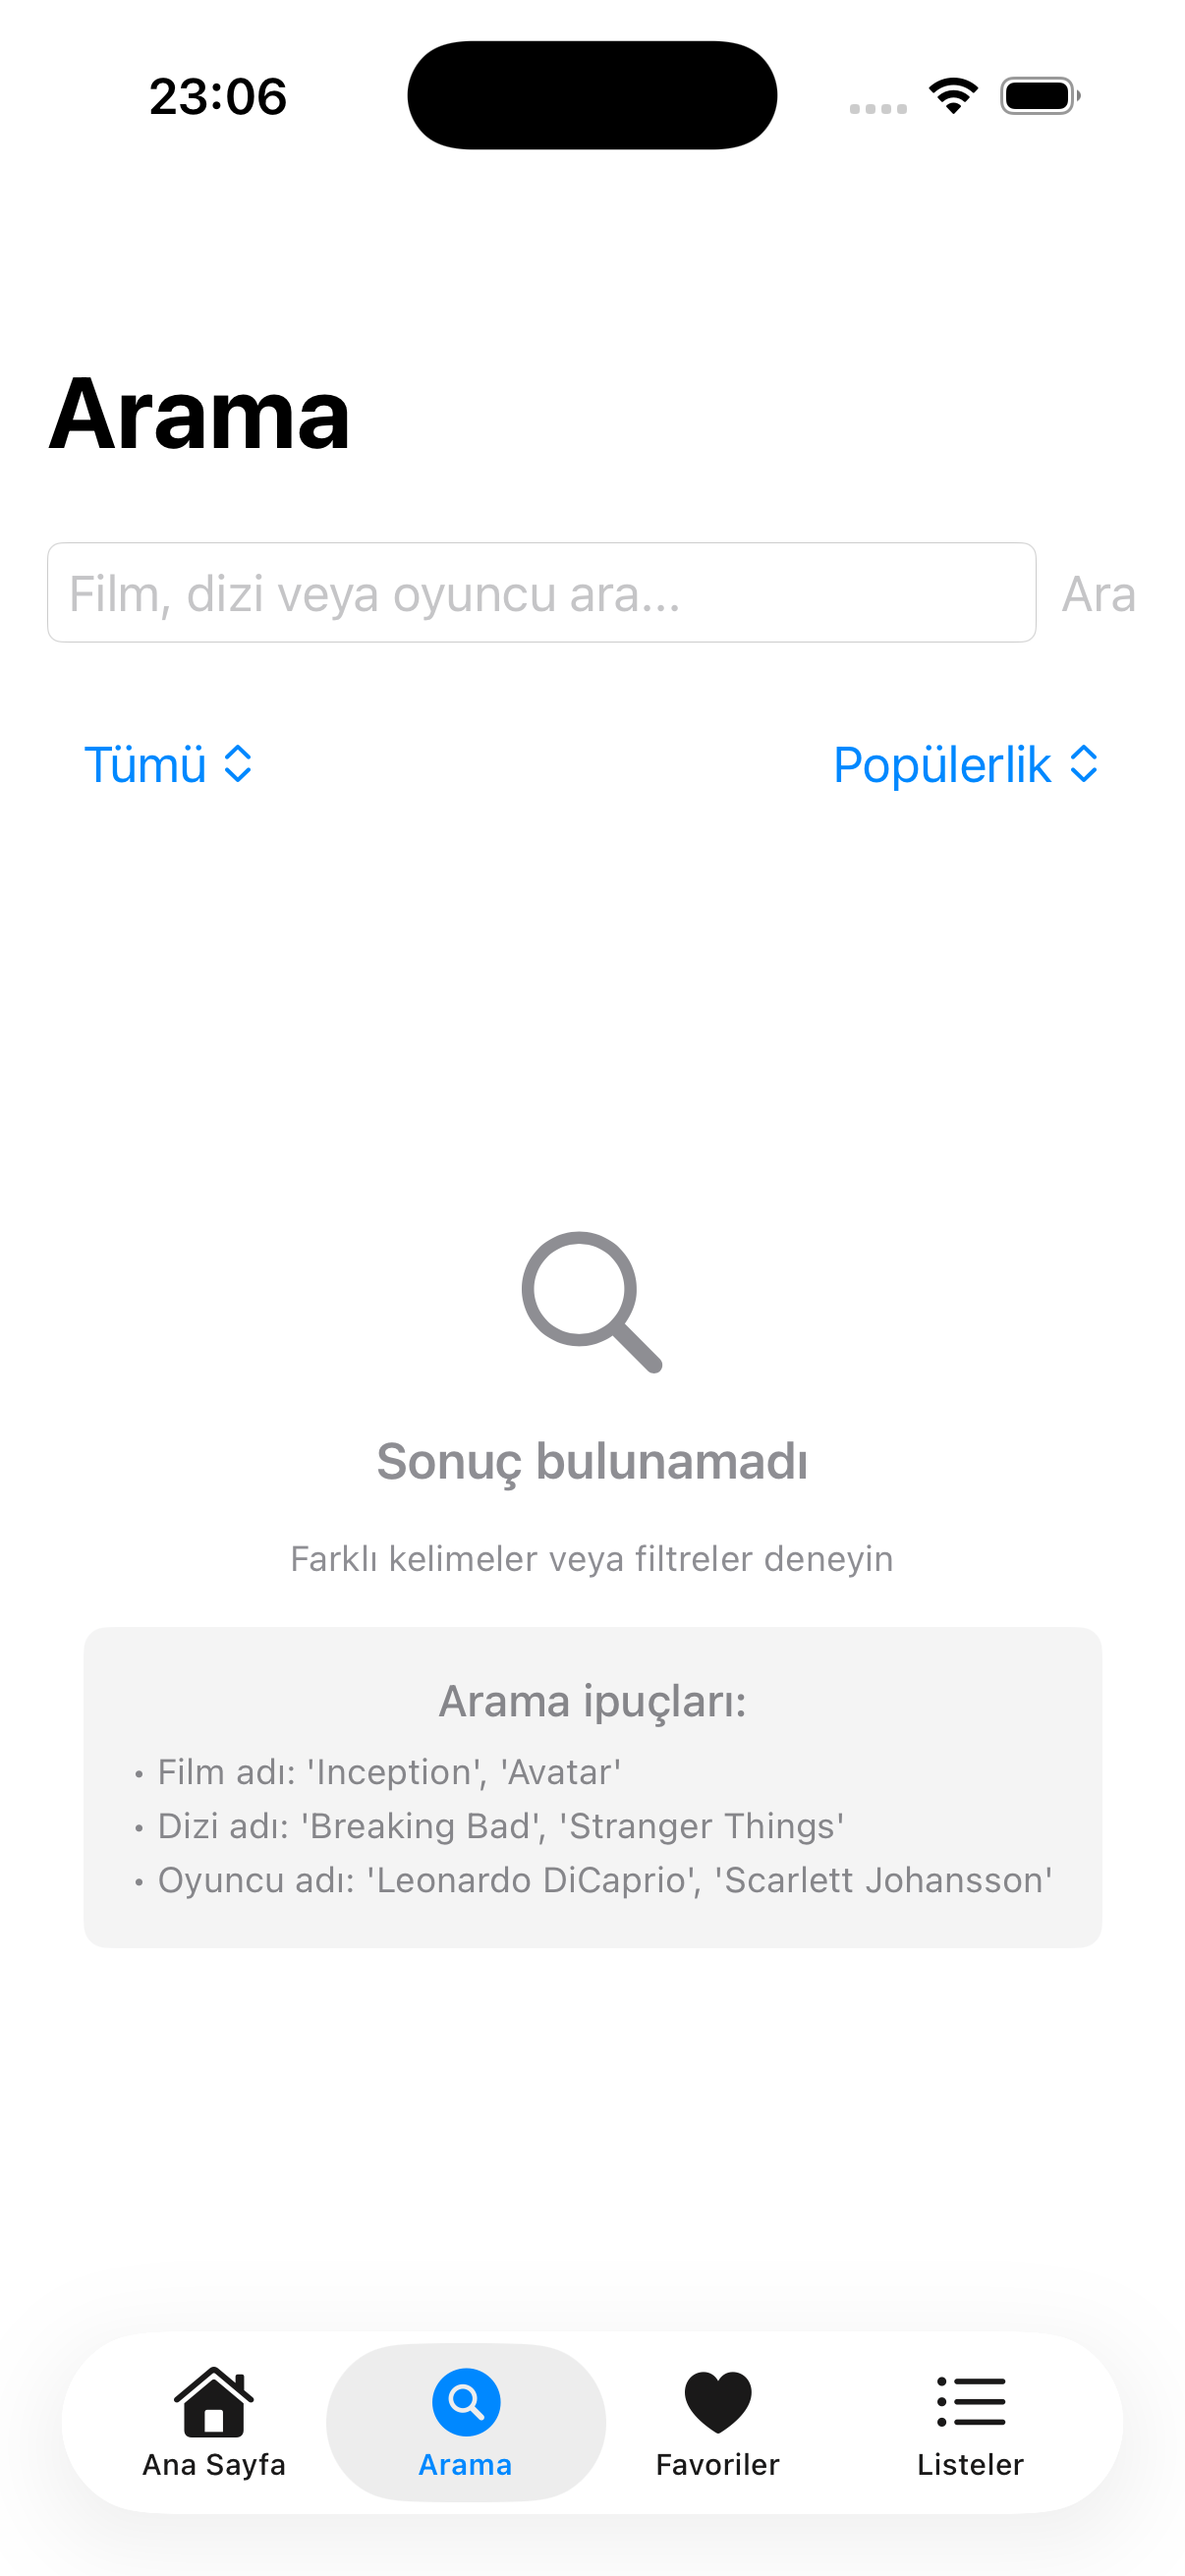 23:06
Arama
Film, dizi veya oyuncu ara...
Ara
Tümü
Popülerlik
Sonuç bulunamadı
Farklı kelimeler veya filtreler deneyin
Arama ipuçları:
• Film adı: 'Inception', 'Avatar'
• Dizi adı: 'Breaking Bad', 'Stranger Things'
• Oyuncu adı: 'Leonardo DiCaprio', 'Scarlett Johansson'
Ana Sayfa
Arama
Favoriler
Listeler